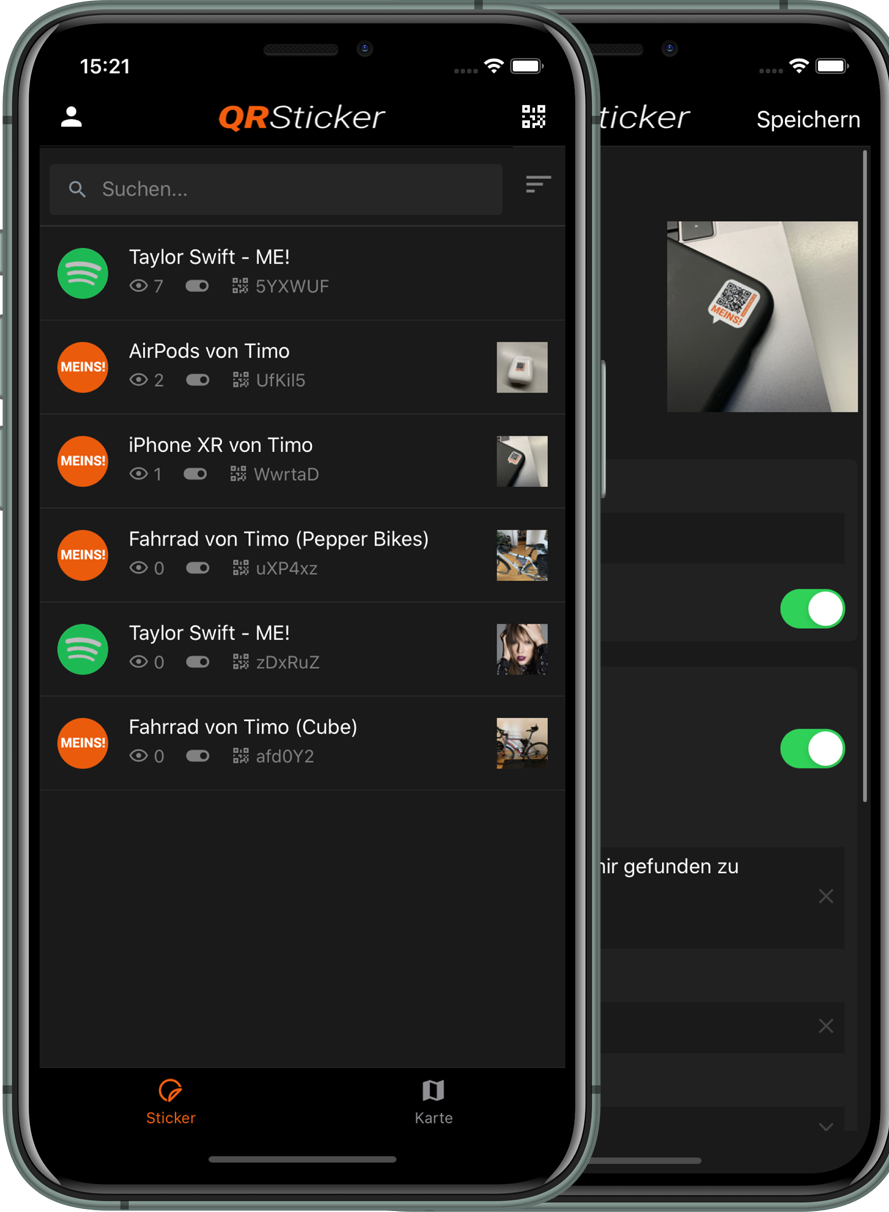 15:21
QRSticker
Suchen...
Taylor Swift - ME!
7 5YXWUF
MEINS!
AirPods von Timo
2 UfKil5
MEINS!
iPhone XR von Timo
1 WwrtaD
MEINS!
Fahrrad von Timo (Pepper Bikes)
0 uXP4xz
Taylor Swift - ME!
0 zDxRuZ
MEINS!
Fahrrad von Timo (Cube)
0 afd0Y2
Sticker
Karte
ticker
Speichern
MEINS!
gefunden zu